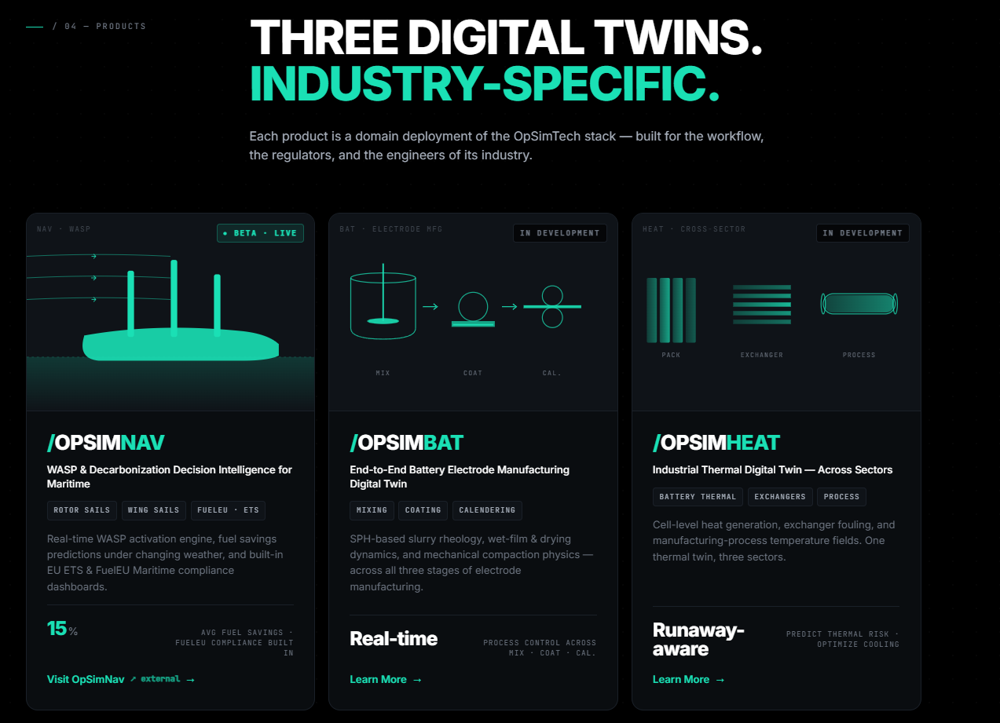 / 04 — PRODUCTS
THREE DIGITAL TWINS.
INDUSTRY-SPECIFIC.
Each product is a domain deployment of the OpSimTech stack — built for the workflow,
the regulators, and the engineers of its industry.
NAV · WASP
● BETA · LIVE
/OPSIMNAV
WASP & Decarbonization Decision Intelligence for
Maritime
ROTOR SAILS WING SAILS FUELEU · ETS
Real-time WASP activation engine, fuel savings
predictions under changing weather, and built-in
EU ETS & FuelEU Maritime compliance
dashboards.
15%
AVG FUEL SAVINGS ·
FUELEU COMPLIANCE BUILT
IN
Visit OpSimNav ↗ external →
BAT · ELECTRODE MFG
IN DEVELOPMENT
MIX COAT CAL.
/OPSIMBAT
End-to-End Battery Electrode Manufacturing
Digital Twin
MIXING COATING CALENDERING
SPH-based slurry rheology, wet-film & drying
dynamics, and mechanical compaction physics —
across all three stages of electrode
manufacturing.
Real-time
PROCESS CONTROL ACROSS
MIX · COAT · CAL.
Learn More →
HEAT · CROSS-SECTOR
IN DEVELOPMENT
PACK EXCHANGER PROCESS
/OPSIMHEAT
Industrial Thermal Digital Twin — Across Sectors
BATTERY THERMAL EXCHANGERS PROCESS
Cell-level heat generation, exchanger fouling, and
manufacturing-process temperature fields. One
thermal twin, three sectors.
Runaway-
aware
PREDICT THERMAL RISK ·
OPTIMIZE COOLING
Learn More →